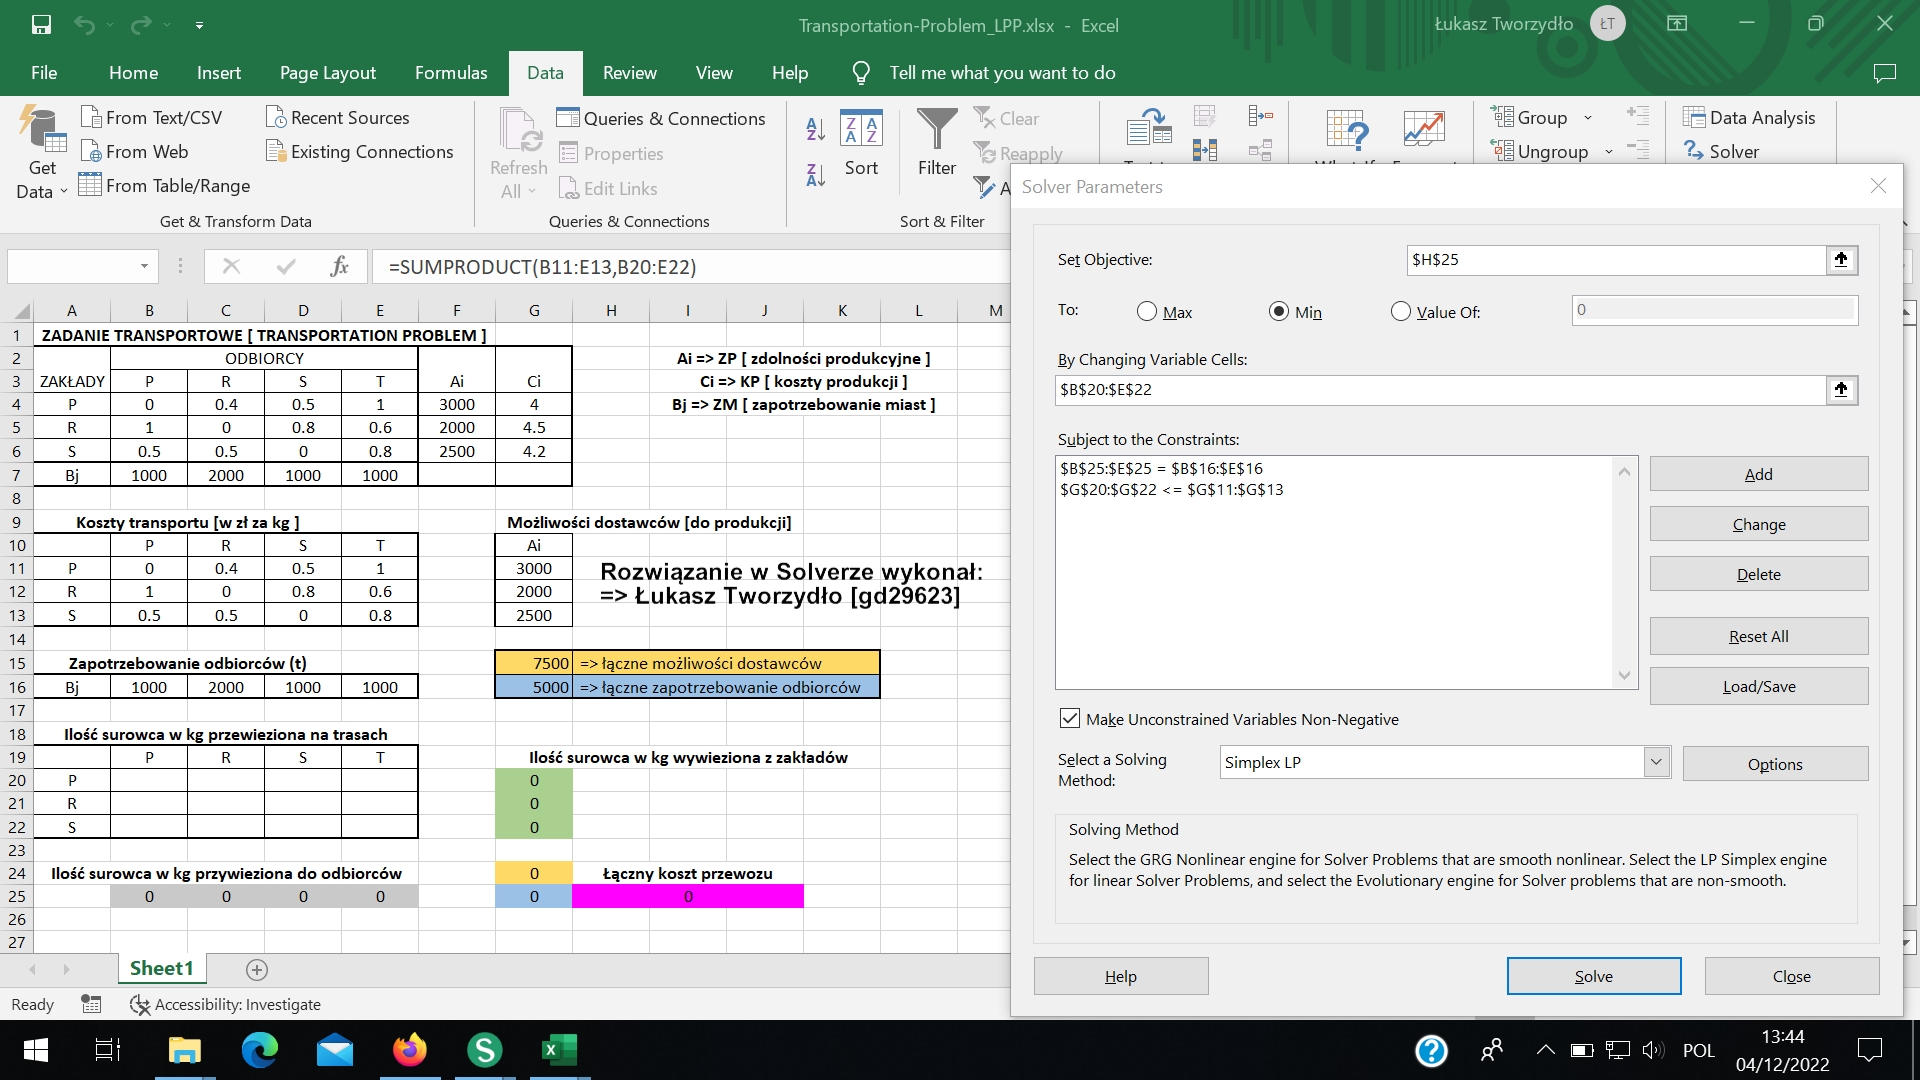 Transportation-Problem_LPP.xlsx - Excel
Łukasz Tworzydło ŁT
File Home Insert Page Layout Formulas Data Review View Help Tell me what you want to do
Get Data
From Text/CSV
From Web
From Table/Range
Recent Sources
Existing Connections
Get & Transform Data
Refresh All
Queries & Connections
Properties
Edit Links
Queries & Connections
Sort
Filter
Clear
Reapply
Sort & Filter
Group
Ungroup
Data Analysis
Solver
=SUMPRODUCT(B11:E13,B20:E22)
A B C D E F G H I J K L M
1 ZADANIE TRANSPORTOWE [ TRANSPORTATION PROBLEM ]
2 ODBIORCY Ai => ZP [ zdolności produkcyjne ]
3 ZAKŁADY P R S T Ai Ci Ci => KP [ koszty produkcji ]
4 P 0 0.4 0.5 1 3000 4 Bj => ZM [ zapotrzebowanie miast ]
5 R 1 0 0.8 0.6 2000 4.5
6 S 0.5 0.5 0 0.8 2500 4.2
7 Bj 1000 2000 1000 1000
8
9 Koszty transportu [w zł za kg ] Możliwości dostawców [do produkcji]
10 P R S T Ai
11 P 0 0.4 0.5 1 3000
12 R 1 0 0.8 0.6 2000
13 S 0.5 0.5 0 0.8 2500
Rozwiązanie w Solverze wykonał:
=> Łukasz Tworzydło [gd29623]
14
15 Zapotrzebowanie odbiorców (t) 7500 => łączne możliwości dostawców
16 Bj 1000 2000 1000 1000 5000 => łączne zapotrzebowanie odbiorców
17
18 Ilość surowca w kg przewieziona na trasach
19 P R S T Ilość surowca w kg wywieziona z zakładów
20 P 0
21 R 0
22 S 0
23
24 Ilość surowca w kg przywieziona do odbiorców 0 Łączny koszt przewozu
25 0 0 0 0 0 0
26
27
Sheet1
Ready Accessibility: Investigate
Solver Parameters
Set Objective: $H$25
To: Max Min Value Of: 0
By Changing Variable Cells:
$B$20:$E$22
Subject to the Constraints:
$B$25:$E$25 = $B$16:$E$16
$G$20:$G$22 <= $G$11:$G$13
Add
Change
Delete
Reset All
Load/Save
Make Unconstrained Variables Non-Negative
Select a Solving Method: Simplex LP Options
Solving Method
Select the GRG Nonlinear engine for Solver Problems that are smooth nonlinear. Select the LP Simplex engine
for linear Solver Problems, and select the Evolutionary engine for Solver problems that are non-smooth.
Help Solve Close
POL
13:44
04/12/2022